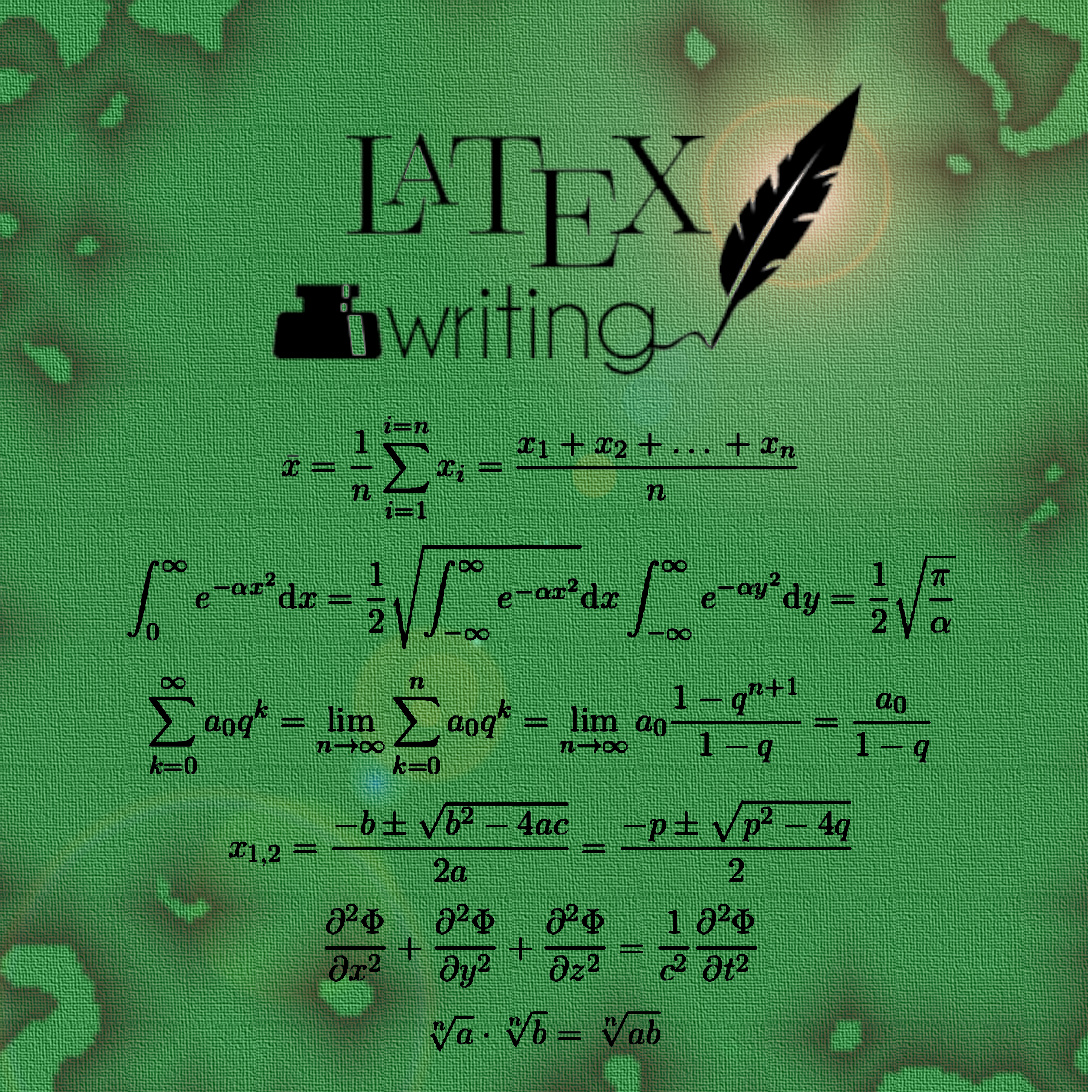 LATEX
writing
$\bar{x} = \frac{1}{n} \sum_{i=1}^{i=n} x_i = \frac{x_1 + x_2 + \ldots + x_n}{n}$
$\int_0^{\infty} e^{-\alpha x^2} \mathrm{d}x = \frac{1}{2} \sqrt{\int_{-\infty}^{\infty} e^{-\alpha x^2}} \mathrm{d}x \int_{-\infty}^{\infty} e^{-\alpha y^2} \mathrm{d}y = \frac{1}{2} \sqrt{\frac{\pi}{\alpha}}$
$\sum_{k=0}^{\infty} a_0 q^k = \lim_{n \to \infty} \sum_{k=0}^{n} a_0 q^k = \lim_{n \to \infty} a_0 \frac{1 - q^{n+1}}{1 - q} = \frac{a_0}{1 - q}$
$x_{1,2} = \frac{-b \pm \sqrt{b^2 - 4ac}}{2a} = \frac{-p \pm \sqrt{p^2 - 4q}}{2}$
$\frac{\partial^2 \Phi}{\partial x^2} + \frac{\partial^2 \Phi}{\partial y^2} + \frac{\partial^2 \Phi}{\partial z^2} = \frac{1}{c^2} \frac{\partial^2 \Phi}{\partial t^2}$
$\sqrt[n]{a} \cdot \sqrt[n]{b} = \sqrt[n]{ab}$